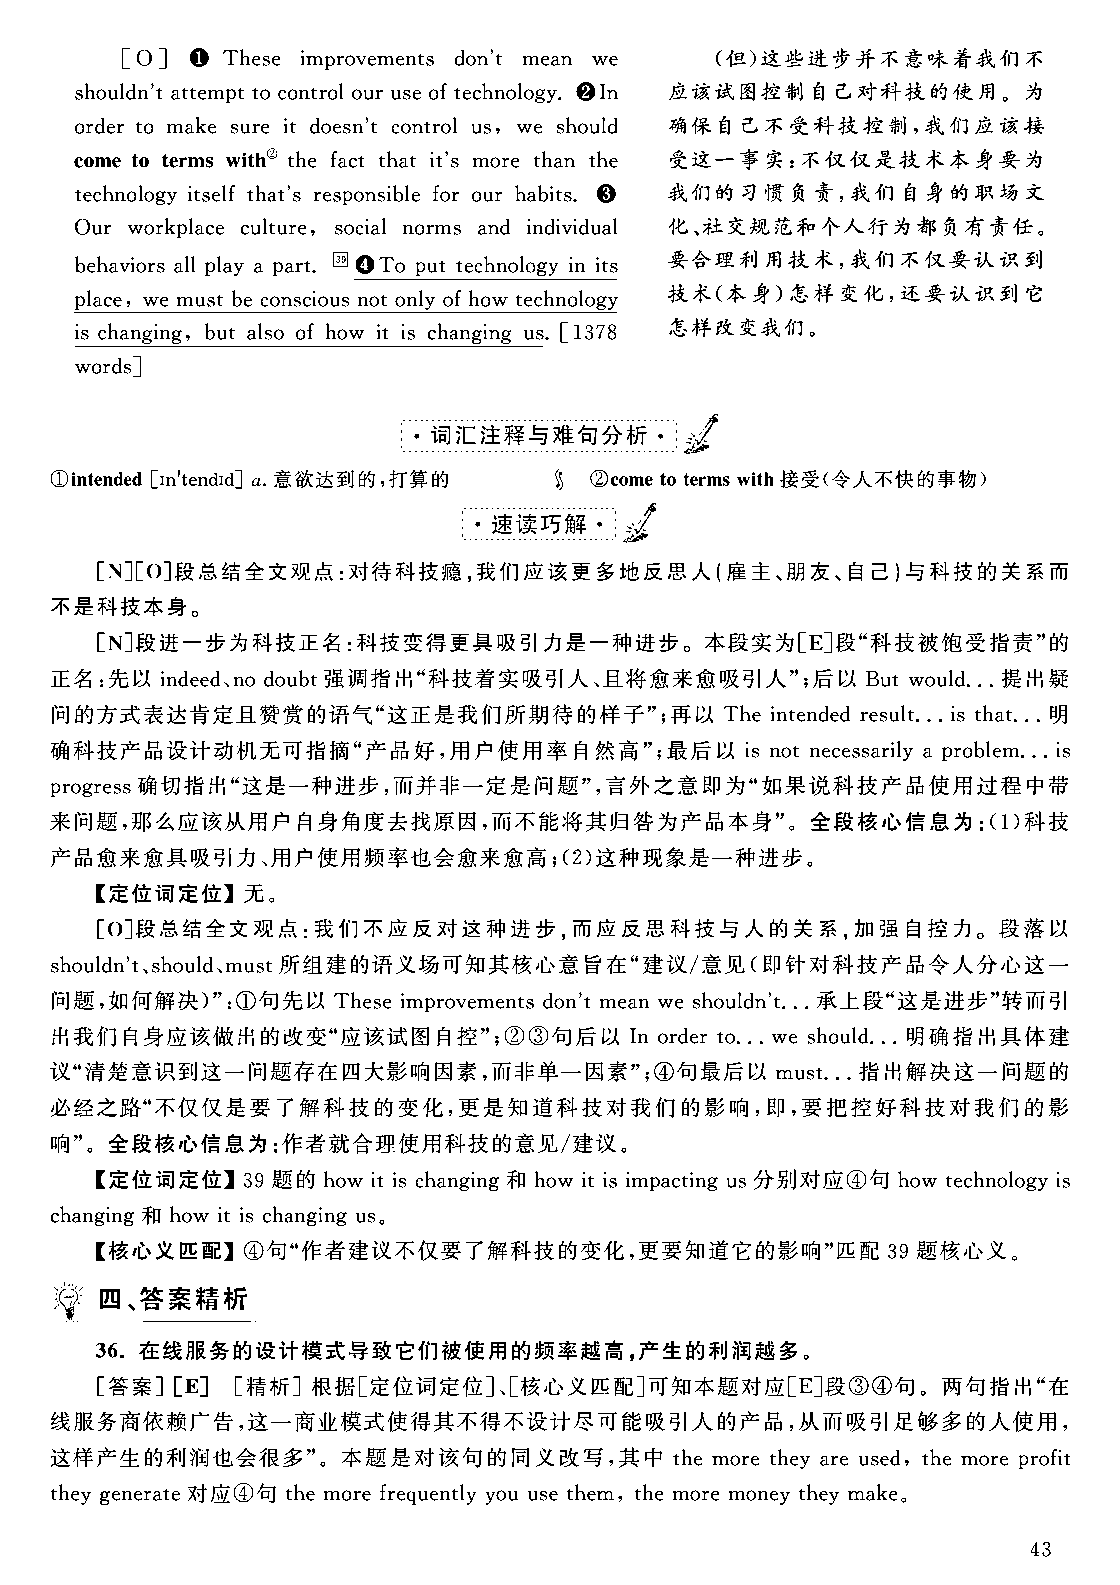 ［O］ ❶ These improvements don't mean we
shouldn't attempt to control our use of technology. ❷In
order to make sure it doesn't control us, we should
come to terms with② the fact that it's more than the
technology itself that's responsible for our habits. ❸
Our workplace culture, social norms and individual
behaviors all play a part. 39 ❹To put technology in its
place, we must be conscious not only of how technology
is changing, but also of how it is changing us.［1378
words］
(但)这些进步并不意味着我们不
应该试图控制自己对科技的使用。为
确保自己不受科技控制,我们应该接
受这一事实:不仅仅是技术本身要为
我们的习惯负责,我们自身的职场文
化、社交规范和个人行为都负有责任。
要合理利用技术,我们不仅要认识到
技术(本身)怎样变化,还要认识到它
怎样改变我们。
·词汇注释与难句分析·
①intended [ɪn'tendɪd] a. 意欲达到的,打算的
②come to terms with 接受(令人不快的事物)
·速读巧解·
［N］［O］段总结全文观点:对待科技瘾,我们应该更多地反思人(雇主、朋友、自己)与科技的关系而
不是科技本身。
［N］段进一步为科技正名:科技变得更具吸引力是一种进步。本段实为［E］段“科技被饱受指责”的
正名:先以 indeed、no doubt 强调指出“科技着实吸引人、且将愈来愈吸引人”;后以 But would... 提出疑
问的方式表达肯定且赞赏的语气“这正是我们所期待的样子”;再以 The intended result... is that... 明
确科技产品设计动机无可指摘“产品好,用户使用率自然高”;最后以 is not necessarily a problem... is
progress 确切指出“这是一种进步,而并非一定是问题”,言外之意即为“如果说科技产品使用过程中带
来问题,那么应该从用户自身角度去找原因,而不能将其归咎为产品本身”。全段核心信息为:(1)科技
产品愈来愈具吸引力、用户使用频率也会愈来愈高;(2)这种现象是一种进步。
【定位词定位】无。
［O］段总结全文观点:我们不应反对这种进步,而应反思科技与人的关系,加强自控力。段落以
shouldn't、should、must 所组建的语义场可知其核心意旨在“建议/意见(即针对科技产品令人分心这一
问题,如何解决)”:①句先以 These improvements don't mean we shouldn't... 承上段“这是进步”转而引
出我们自身应该做出的改变“应该试图自控”;②③句后以 In order to... we should... 明确指出具体建
议“清楚意识到这一问题存在四大影响因素,而非单一因素”;④句最后以 must... 指出解决这一问题的
必经之路“不仅仅是要了解科技的变化,更是知道科技对我们的影响,即,要把控好科技对我们的影
响”。全段核心信息为:作者就合理使用科技的意见/建议。
【定位词定位】39 题的 how it is changing 和 how it is impacting us 分别对应④句 how technology is
changing 和 how it is changing us。
【核心义匹配】④句“作者建议不仅要了解科技的变化,更要知道它的影响”匹配 39 题核心义。
四、答案精析
36. 在线服务的设计模式导致它们被使用的频率越高,产生的利润越多。
［答案］［E］ ［精析］根据［定位词定位］、［核心义匹配］可知本题对应［E］段③④句。两句指出“在
线服务商依赖广告,这一商业模式使得其不得不设计尽可能吸引人的产品,从而吸引足够多的人使用,
这样产生的利润也会很多”。本题是对该句的同义改写,其中 the more they are used, the more profit
they generate 对应④句 the more frequently you use them, the more money they make。
43